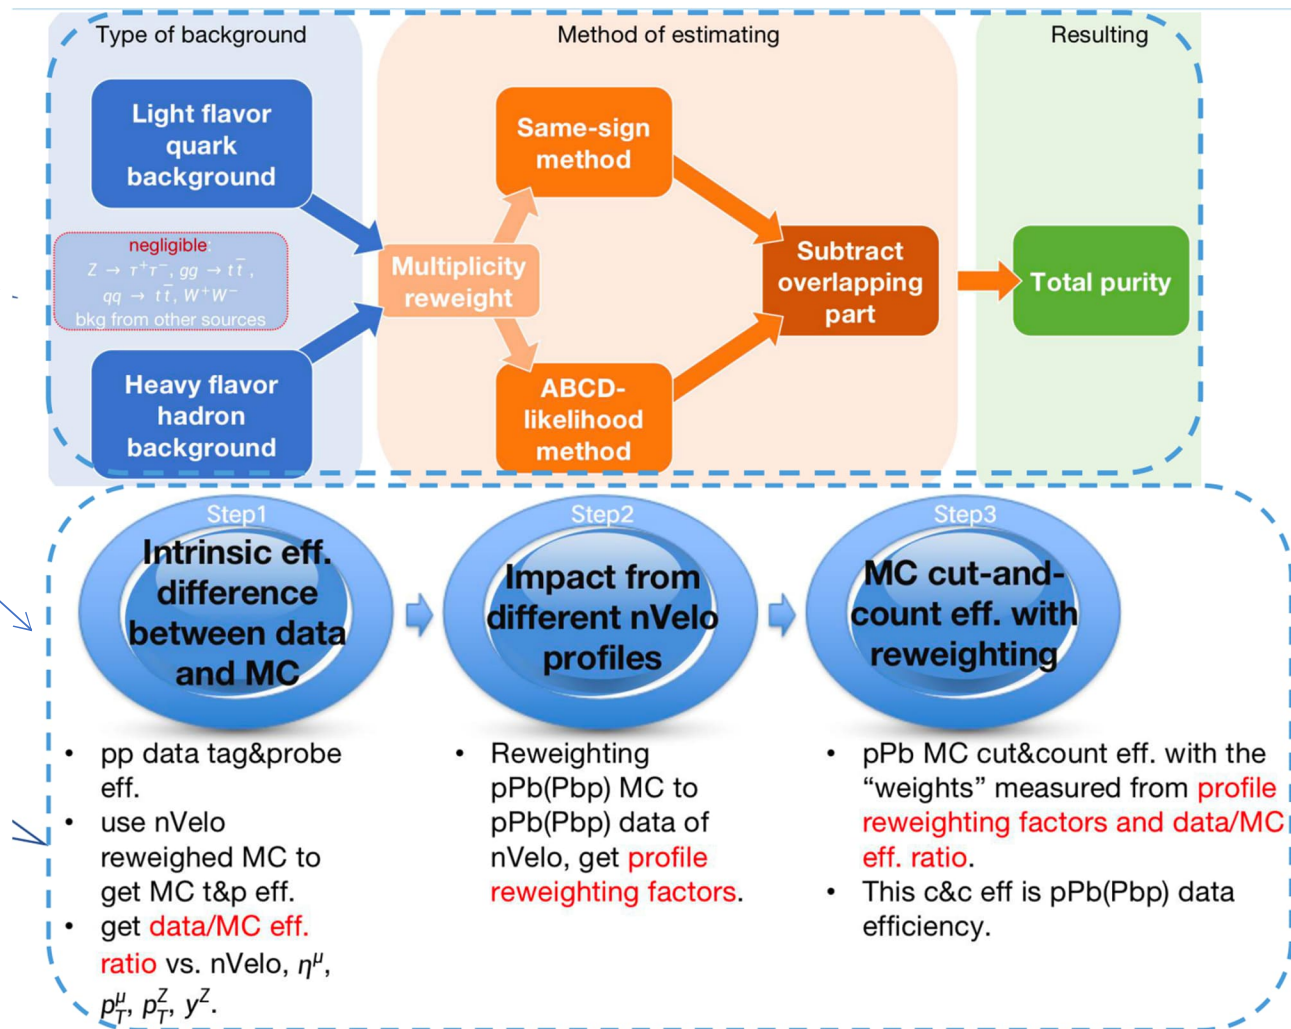 Type of background
Method of estimating
Resulting
Light flavor
quark
background
Same-sign
method
negligible:
Z → τ⁺τ⁻, gg → tt̅ ,
qq → tt̅, W⁺W⁻
bkg from other sources
Multiplicity
reweight
Subtract
overlapping
part
Total purity
Heavy flavor
hadron
background
ABCD-
likelihood
method
Step1
Intrinsic eff.
difference
between data
and MC
Step2
Impact from
different nVelo
profiles
Step3
MC cut-and-
count eff. with
reweighting
• pp data tag&probe
eff.
• use nVelo
reweighed MC to
get MC t&p eff.
• get data/MC eff.
ratio vs. nVelo, η^μ,
p_T^μ, p_T^Z, y^Z.
• Reweighting
pPb(Pbp) MC to
pPb(Pbp) data of
nVelo, get profile
reweighting factors.
• pPb MC cut&count eff. with the
“weights” measured from profile
reweighting factors and data/MC
eff. ratio.
• This c&c eff is pPb(Pbp) data
efficiency.